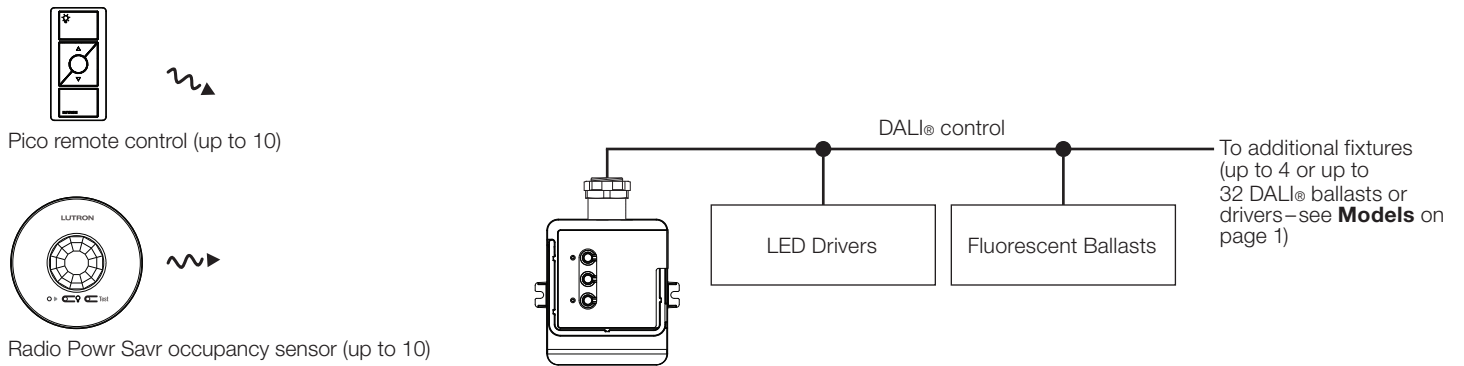 Pico remote control (up to 10)
LUTRON
Test
Radio Powr Savr occupancy sensor (up to 10)
DALI® control
LED Drivers
Fluorescent Ballasts
To additional fixtures
(up to 4 or up to
32 DALI® ballasts or
drivers–see Models on
page 1)